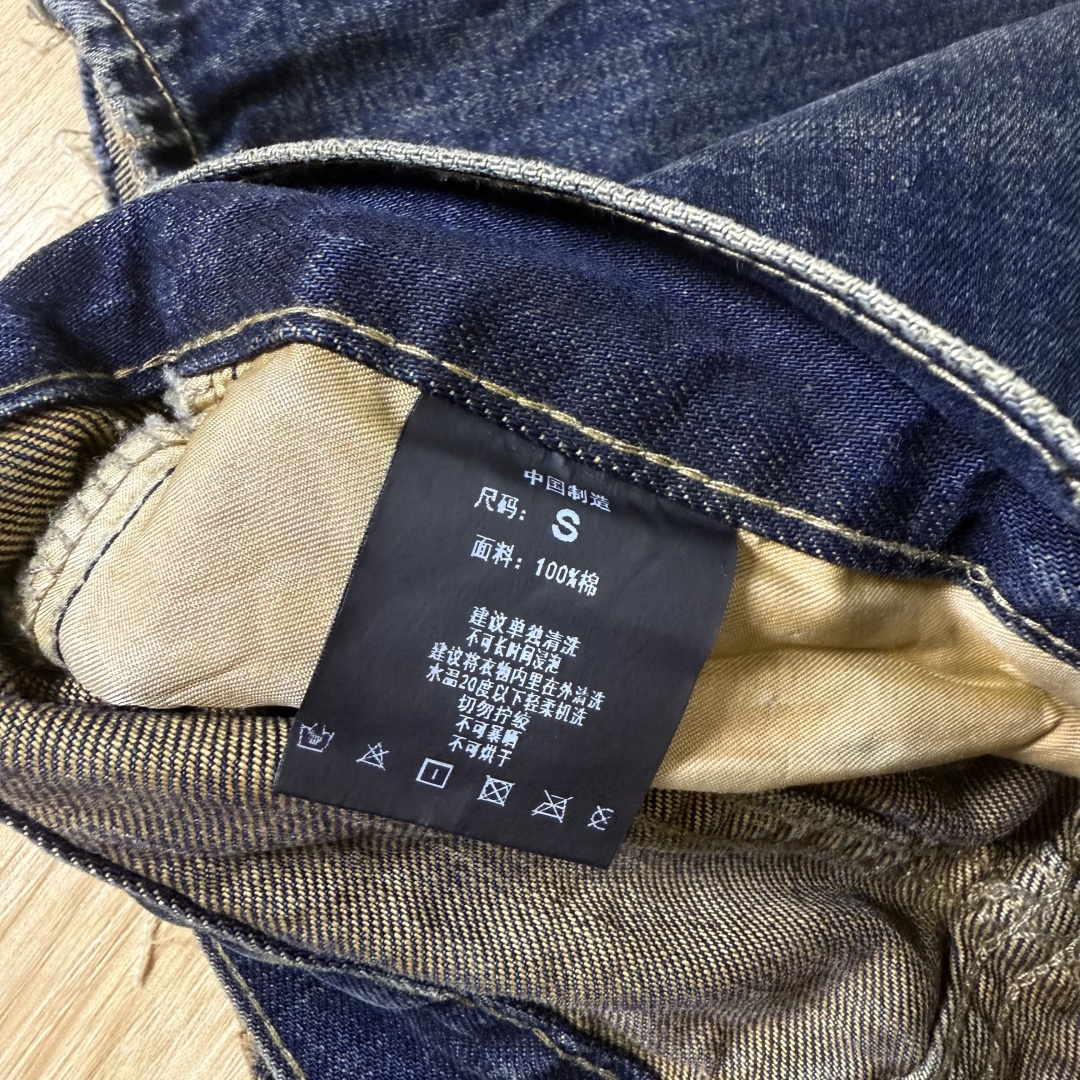 中国制造
尺码: S
面料: 100%棉
建议单独清洗
不可长时间浸泡
建议将衣物内里在外清洗
水温20度以下轻柔机洗
切勿拧绞
不可暴晒
不可烘干